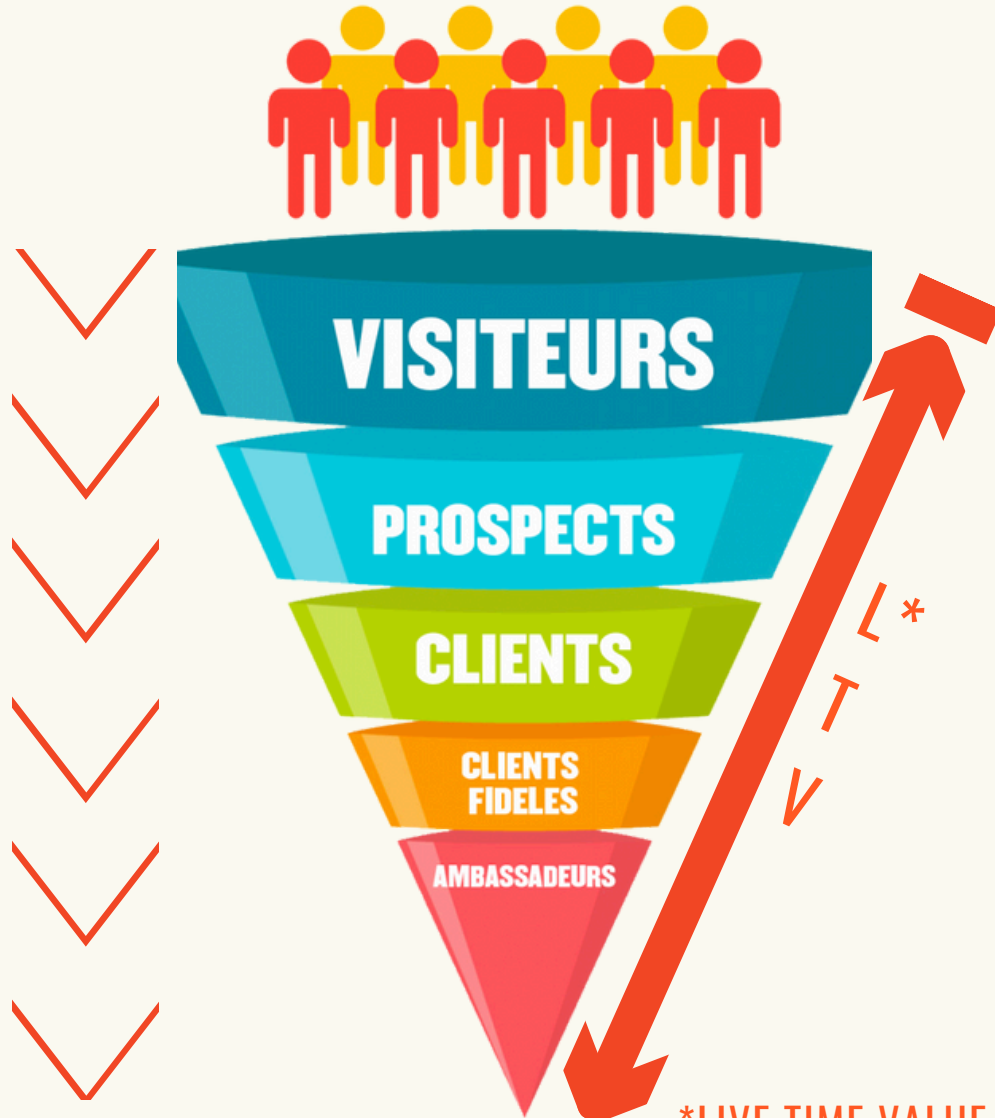 VISITEURS
PROSPECTS
CLIENTS
CLIENTS
FIDELES
AMBASSADEURS
L*
T
V
*LIVE TIME VALUE